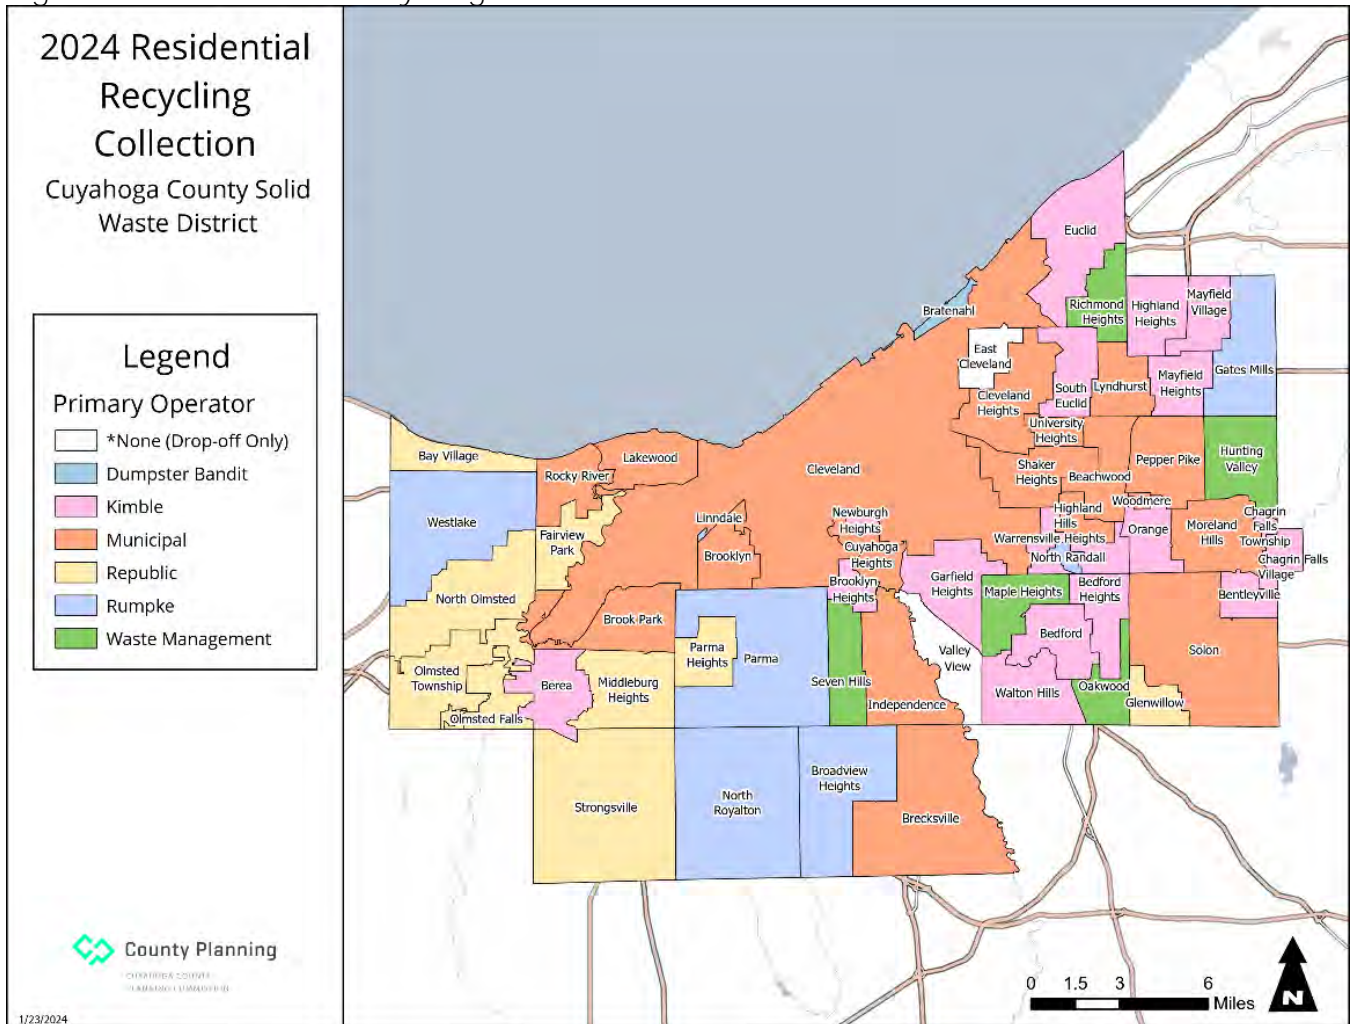 2024 Residential
Recycling
Collection
Cuyahoga County Solid
Waste District
Legend
Primary Operator
*None (Drop-off Only)
Dumpster Bandit
Kimble
Municipal
Republic
Rumpke
Waste Management
County Planning
CUYAHOGA COUNTY
PLANNING COMMISSION
1/23/2024
Euclid
Bratenahl
Richmond
Heights
Highland
Heights
Mayfield
Village
East
Cleveland
Gates Mills
Mayfield
Heights
Lyndhurst
South
Euclid
Cleveland
Heights
University
Heights
Bay Village
Rocky River
Lakewood
Cleveland
Shaker
Heights
Beachwood
Pepper Pike
Hunting
Valley
Westlake
Fairview
Park
Linndale
Brooklyn
Newburgh
Heights
Cuyahoga
Heights
Brooklyn
Heights
Highland
Hills
Warrensville Heights
North Randall
Woodmere
Orange
Moreland
Hills
Chagrin
Falls
Township
Chagrin Falls
Village
Bentleyville
North Olmsted
Brook Park
Garfield
Heights
Maple Heights
Bedford
Heights
Bedford
Olmsted
Township
Olmsted Falls
Berea
Middleburg
Heights
Parma
Heights
Parma
Seven Hills
Independence
Valley
View
Walton Hills
Oakwood
Glenwillow
Solon
Strongsville
North
Royalton
Broadview
Heights
Brecksville
0 1.5 3 6
Miles
N